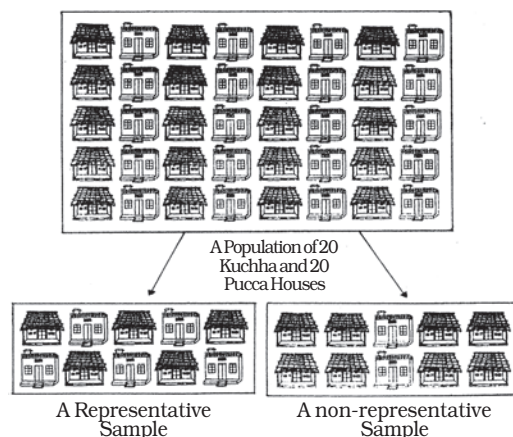 A Population of 20
Kuchha and 20
Pucca Houses
A Representative
Sample
A non-representative
Sample